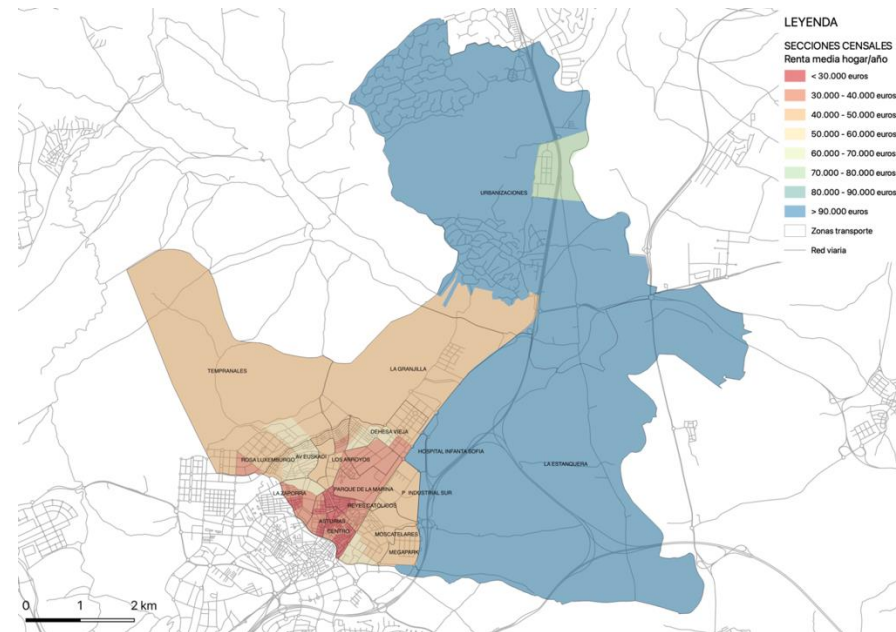 LEYENDA
SECCIONES CENSALES
Renta media hogar/año
< 30.000 euros
30.000 - 40.000 euros
40.000 - 50.000 euros
50.000 - 60.000 euros
60.000 - 70.000 euros
70.000 - 80.000 euros
80.000 - 90.000 euros
> 90.000 euros
Zonas transporte
Red viaria
URBANIZACIONES
TEMPRANALES
LA GRANJILLA
DEHESA VIEJA
ROSA LUXEMBURGO
AV EUSKADI
LOS ARROYOS
HOSPITAL INFANTA SOFIA
LA ESTANQUERA
LA ZAPORRA
PARQUE DE LA MARINA
P. INDUSTRIAL SUR
REYES CATOLICOS
ASTURIAS
CENTRO
MOSCATELARES
MEGAPARK
0 1 2 km